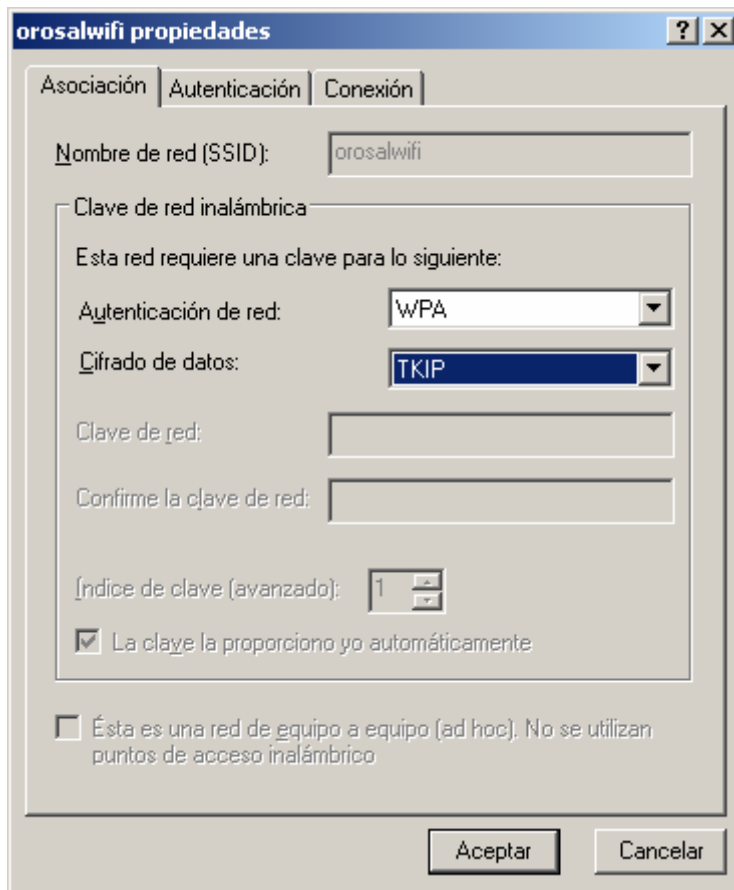 orosalwifi propiedades
Asociación Autenticación Conexión
Nombre de red (SSID): orosalwifi
Clave de red inalámbrica
Esta red requiere una clave para lo siguiente:
Autenticación de red: WPA
Cifrado de datos: TKIP
Clave de red:
Confirme la clave de red:
Índice de clave (avanzado): 1
La clave la proporciono yo automáticamente
Ésta es una red de equipo a equipo (ad hoc). No se utilizan
puntos de acceso inalámbrico
Aceptar Cancelar